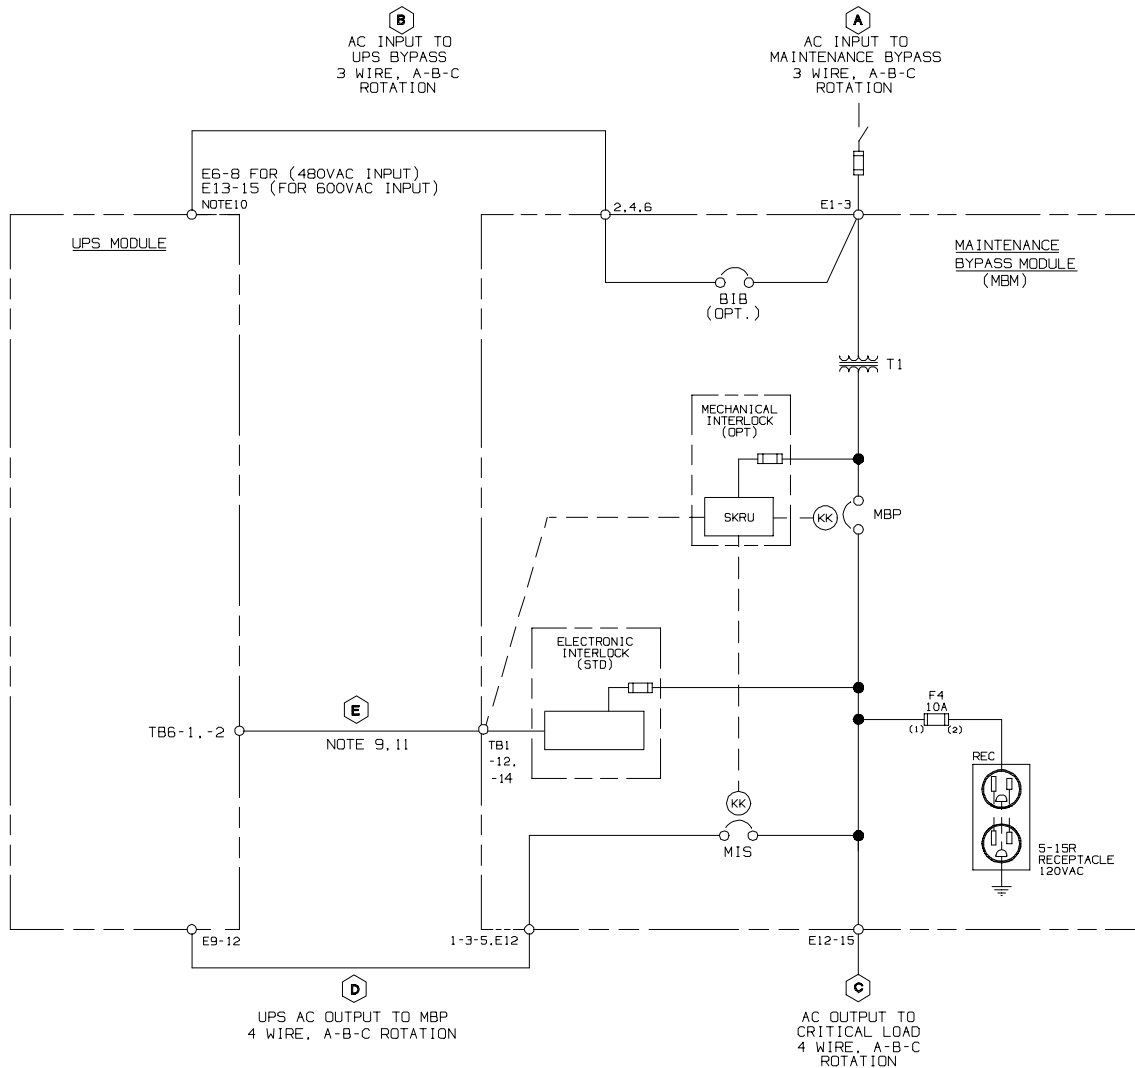 B
AC INPUT TO
UPS BYPASS
3 WIRE, A-B-C
ROTATION
A
AC INPUT TO
MAINTENANCE BYPASS
3 WIRE, A-B-C
ROTATION
E6-8 FOR (480VAC INPUT)
E13-15 (FOR 600VAC INPUT)
NOTE10
2,4,6
E1-3
UPS MODULE
MAINTENANCE
BYPASS MODULE
(MBM)
BIB
(OPT.)
T1
MECHANICAL
INTERLOCK
(OPT)
SKRU
KK
MBP
ELECTRONIC
INTERLOCK
(STD)
E
TB6-1,-2
NOTE 9,11
TB1
-12,
-14
F4
10A
(1) (2)
REC
KK
MIS
5-15R
RECEPTACLE
120VAC
E9-12
1-3-5,E12
E12-15
D
UPS AC OUTPUT TO MBP
4 WIRE, A-B-C ROTATION
C
AC OUTPUT TO
CRITICAL LOAD
4 WIRE, A-B-C
ROTATION